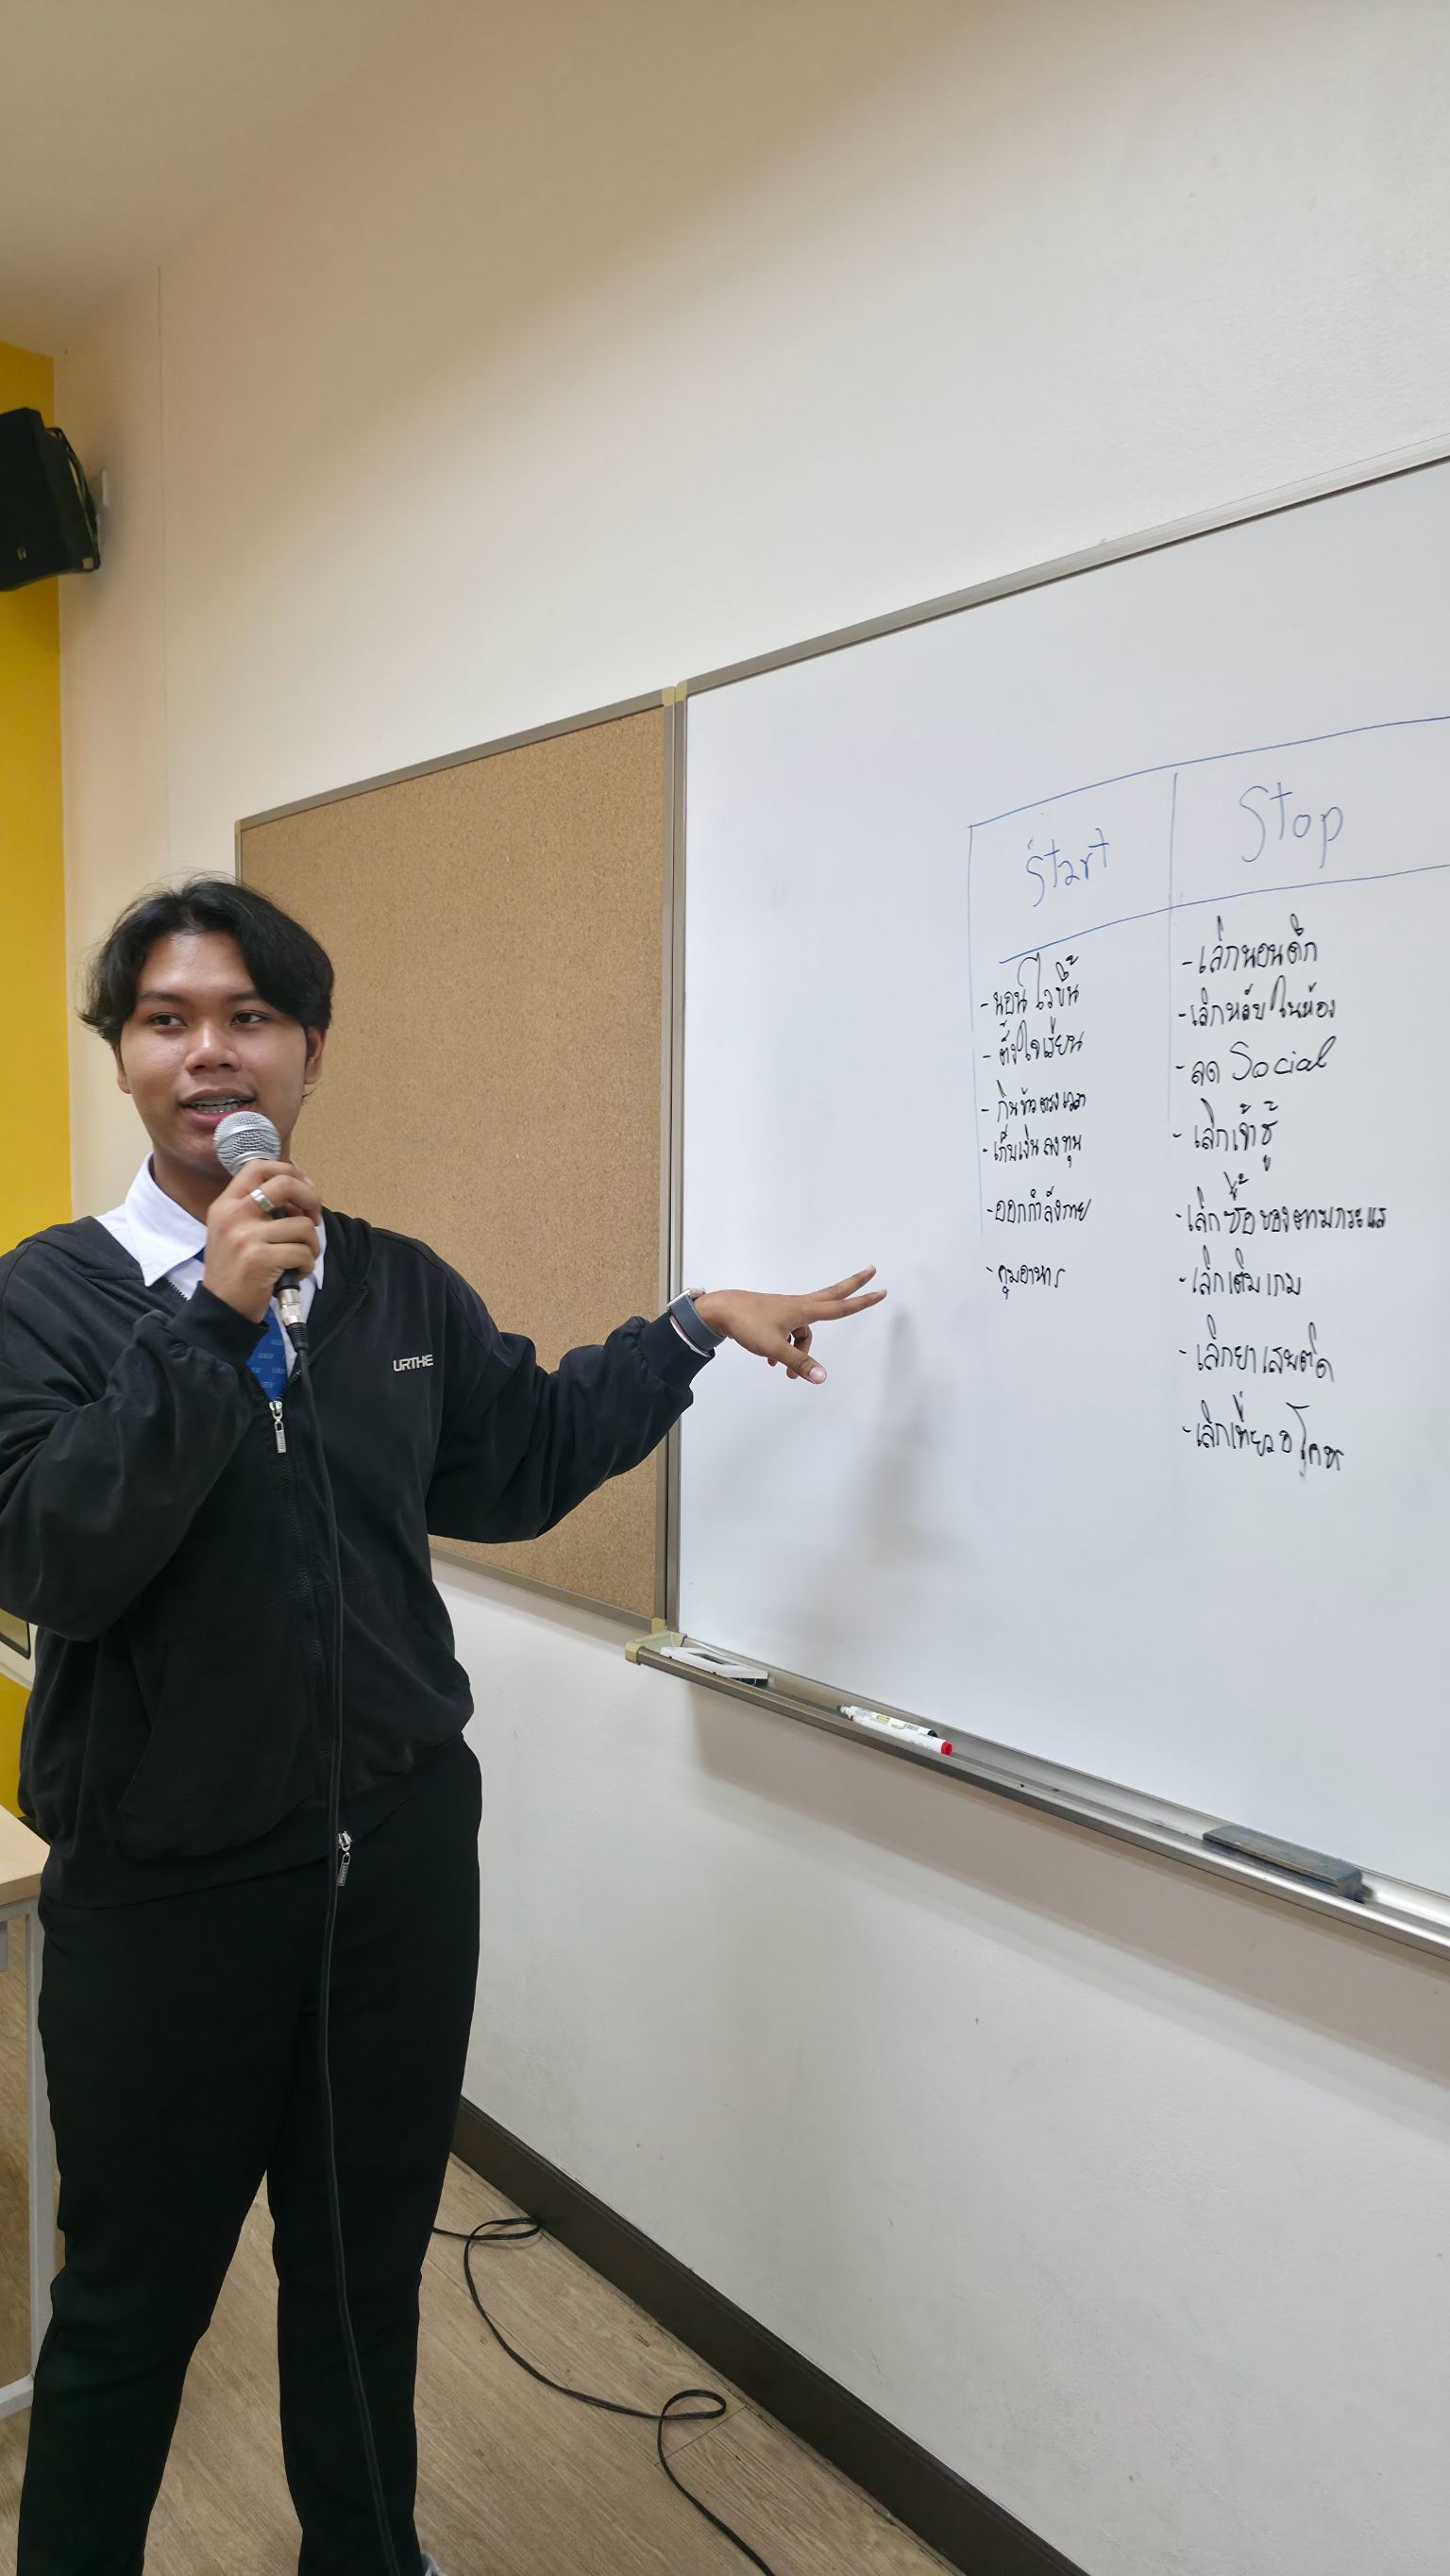 Start
- นอนไวขึ้น
- ตั้งใจเรียน
- กินข้าวตรงเวลา
- เก็บเงินลงทุน
- ออกกำลังกาย
- คุมอาหาร
Stop
- เลิกนอนดึก
- เลิกหลับในห้อง
- ลด Social
- เลิกเจ้าชู้
- เลิกซื้อของตามกระแส
- เลิกเติมเกม
- เลิกยาเสพติด
- เลิกเที่ยวอโคจร
URTHE